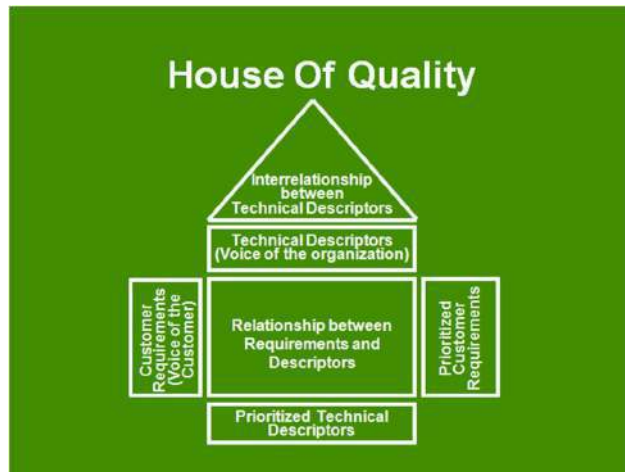 House Of Quality
Interrelationship
between
Technical Descriptors
Technical Descriptors
(Voice of the organization)
Customer
Requirements
(Voice of the
Customer)
Relationship between
Requirements and
Descriptors
Prioritized
Customer
Requirements
Prioritized Technical
Descriptors